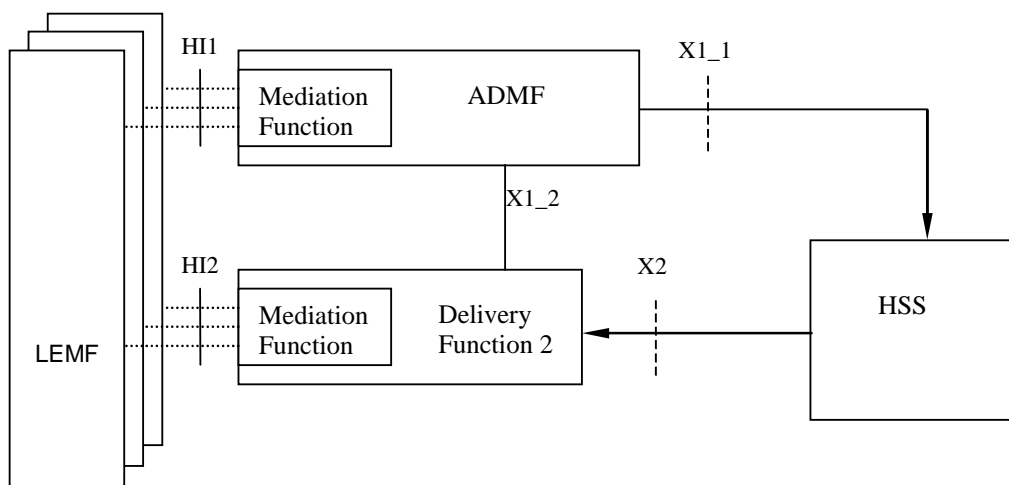 HI1
X1_1
Mediation
Function
ADMF
X1_2
HI2
X2
Mediation
Function
Delivery
Function 2
HSS
LEMF